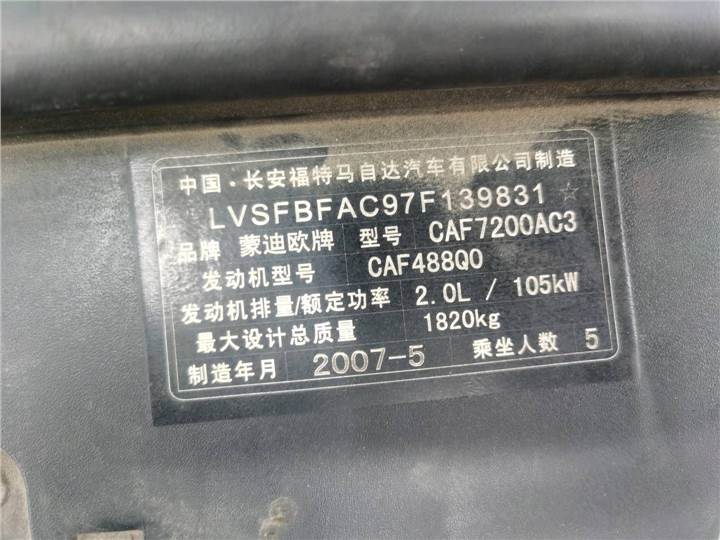 中国·长安福特马自达汽车有限公司制造
LVSFBFAC97F139831☆
品牌 蒙迪欧牌 型号 CAF7200AC3
发动机型号 CAF488Q0
发动机排量/额定功率 2.0L / 105kW
最大设计总质量 1820kg
制造年月 2007-5 乘坐人数 5